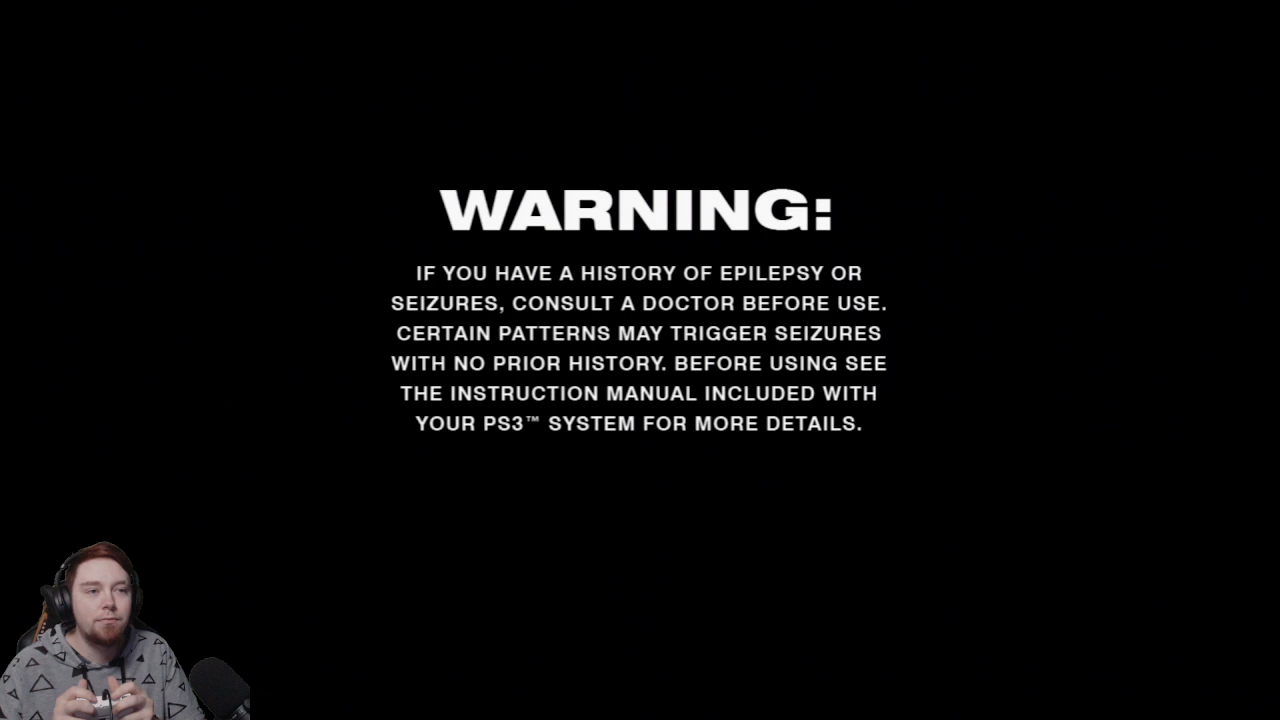 WARNING:
IF YOU HAVE A HISTORY OF EPILEPSY OR
SEIZURES, CONSULT A DOCTOR BEFORE USE.
CERTAIN PATTERNS MAY TRIGGER SEIZURES
WITH NO PRIOR HISTORY. BEFORE USING SEE
THE INSTRUCTION MANUAL INCLUDED WITH
YOUR PS3™ SYSTEM FOR MORE DETAILS.